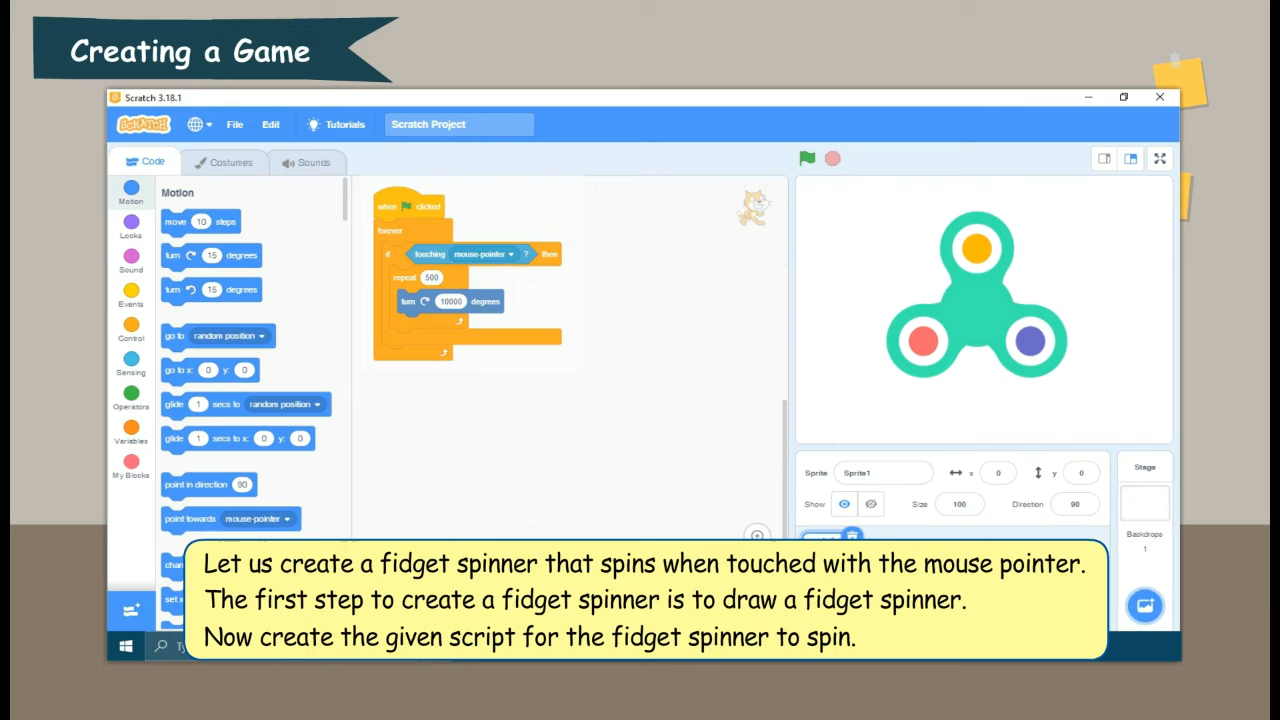 Creating a Game
Scratch 3.18.1
SCRATCH File Edit Tutorials Scratch Project
Code Costumes Sounds
Motion
Looks
Sound
Events
Control
Sensing
Operators
Variables
My Blocks
Motion
move 10 steps
turn 15 degrees
turn 15 degrees
go to random position
go to x: 0 y: 0
glide 1 secs to random position
glide 1 secs to x: 0 y: 0
point in direction 90
point towards mouse-pointer
set x
when clicked
forever
if touching mouse-pointer ? then
repeat 500
turn 10000 degrees
Sprite Sprite1 x 0 y 0
Show Size 100 Direction 90
Stage
Backdrops
1
Let us create a fidget spinner that spins when touched with the mouse pointer.
The first step to create a fidget spinner is to draw a fidget spinner.
Now create the given script for the fidget spinner to spin.